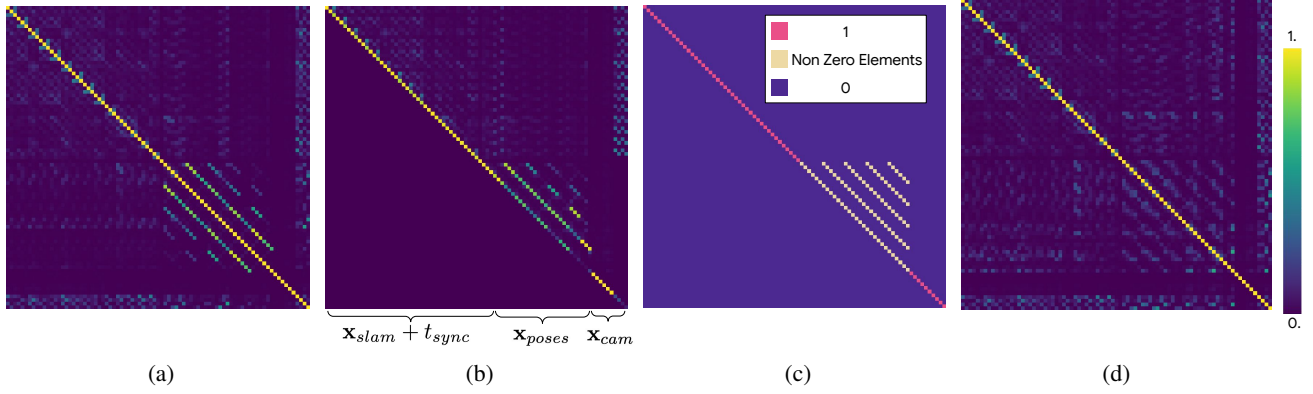 1
Non Zero Elements
0
1.
0.
x_slam + t_sync
x_poses
x_cam
(a)
(b)
(c)
(d)